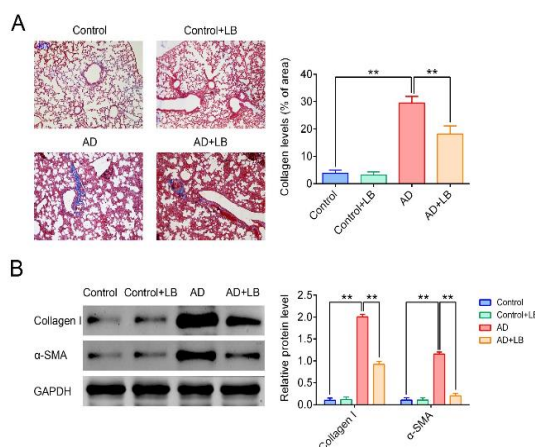 A
Control
Control+LB
AD
AD+LB
Collagen levels (% of area)
40
30
20
10
0
**
**
Control
Control+LB
AD
AD+LB
B
Control
Control+LB
AD
AD+LB
Collagen I
α-SMA
GAPDH
Relative protein level
2.5
2.0
1.5
1.0
0.5
0.0
**
**
**
**
Collagen I
α-SMA
Control
Control+LB
AD
AD+LB